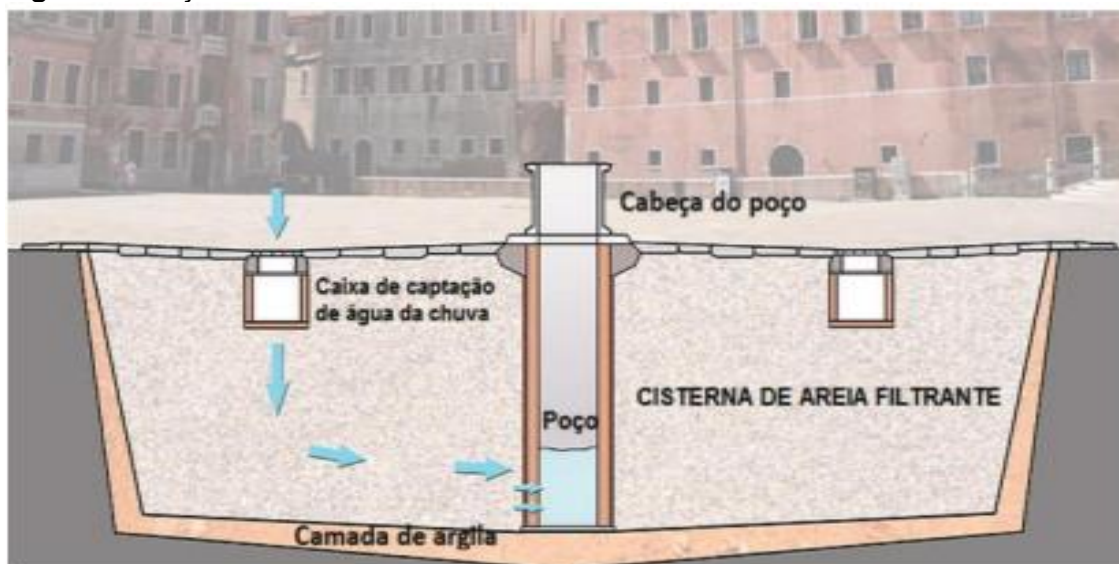 Cabeça do poço
Caixa de captação
de água da chuva
CISTERNA DE AREIA FILTRANTE
Poço
Camada de argila